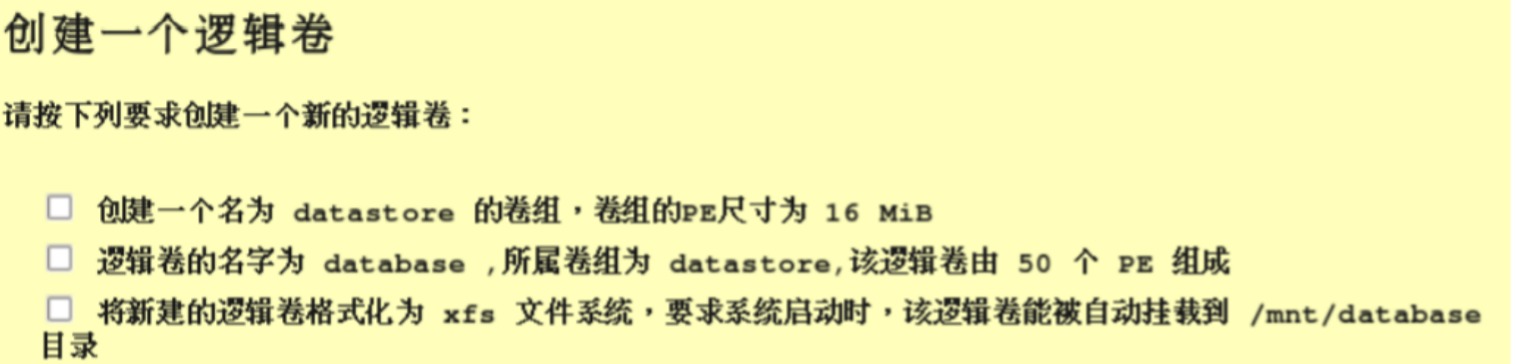 创建一个逻辑卷
请按下列要求创建一个新的逻辑卷：
创建一个名为 datastore 的卷组，卷组的PE尺寸为 16 MiB
逻辑卷的名字为 database ,所属卷组为 datastore,该逻辑卷由 50 个 PE 组成
将新建的逻辑卷格式化为 xfs 文件系统，要求系统启动时，该逻辑卷能被自动挂载到 /mnt/database
目录